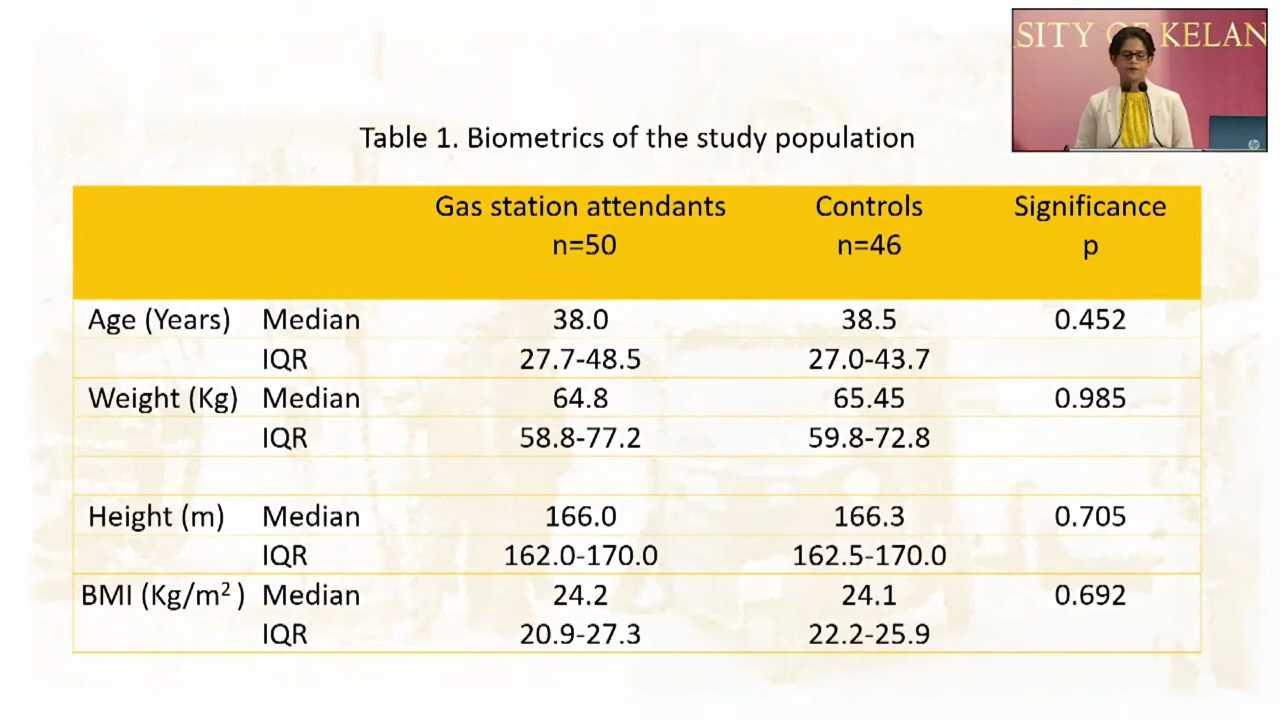 SITY OF KELAN
hp
Table 1. Biometrics of the study population
Gas station attendants Controls Significance
n=50 n=46 p
Age (Years) Median 38.0 38.5 0.452
IQR 27.7-48.5 27.0-43.7
Weight (Kg) Median 64.8 65.45 0.985
IQR 58.8-77.2 59.8-72.8
Height (m) Median 166.0 166.3 0.705
IQR 162.0-170.0 162.5-170.0
BMI (Kg/m² ) Median 24.2 24.1 0.692
IQR 20.9-27.3 22.2-25.9